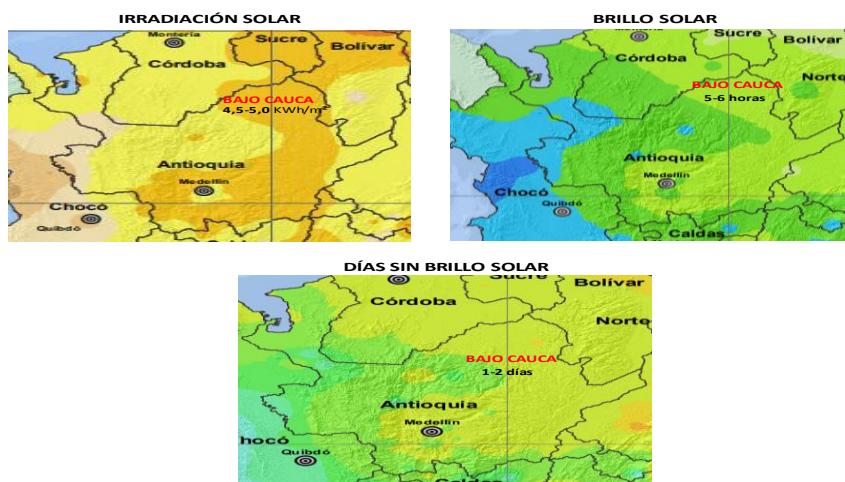 IRRADIACIÓN SOLAR
Montería
Sucre
Bolívar
Córdoba
BAJO CAUCA
4,5-5,0 KWh/m²
Antioquia
Medellín
Chocó
Quibdó
BRILLO SOLAR
Sucre
Bolívar
Córdoba
Norte
BAJO CAUCA
5-6 horas
Antioquia
Medellín
Chocó
Quibdó
Caldas
DÍAS SIN BRILLO SOLAR
Sucre
Bolívar
Córdoba
Norte
BAJO CAUCA
1-2 días
Antioquia
Medellín
hocó
Quibdó
Caldas